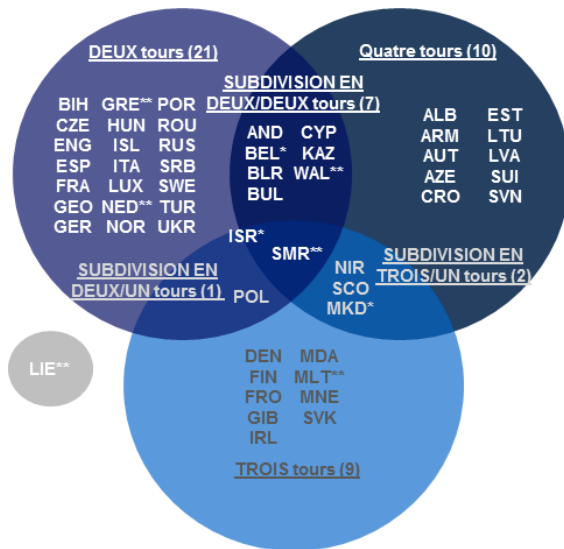 DEUX tours (21)
BIH GRE** POR
CZE HUN ROU
ENG ISL RUS
ESP ITA SRB
FRA LUX SWE
GEO NED** TUR
GER NOR UKR
SUBDIVISION EN
DEUX/DEUX tours (7)
AND CYP
BEL* KAZ
BLR WAL**
BUL
Quatre tours (10)
ALB EST
ARM LTU
AUT LVA
AZE SUI
CRO SVN
ISR*
SMR**
SUBDIVISION EN
DEUX/UN tours (1)
POL
SUBDIVISION EN
TROIS/UN tours (2)
NIR
SCO
MKD*
LIE**
DEN MDA
FIN MLT**
FRO MNE
GIB SVK
IRL
TROIS tours (9)